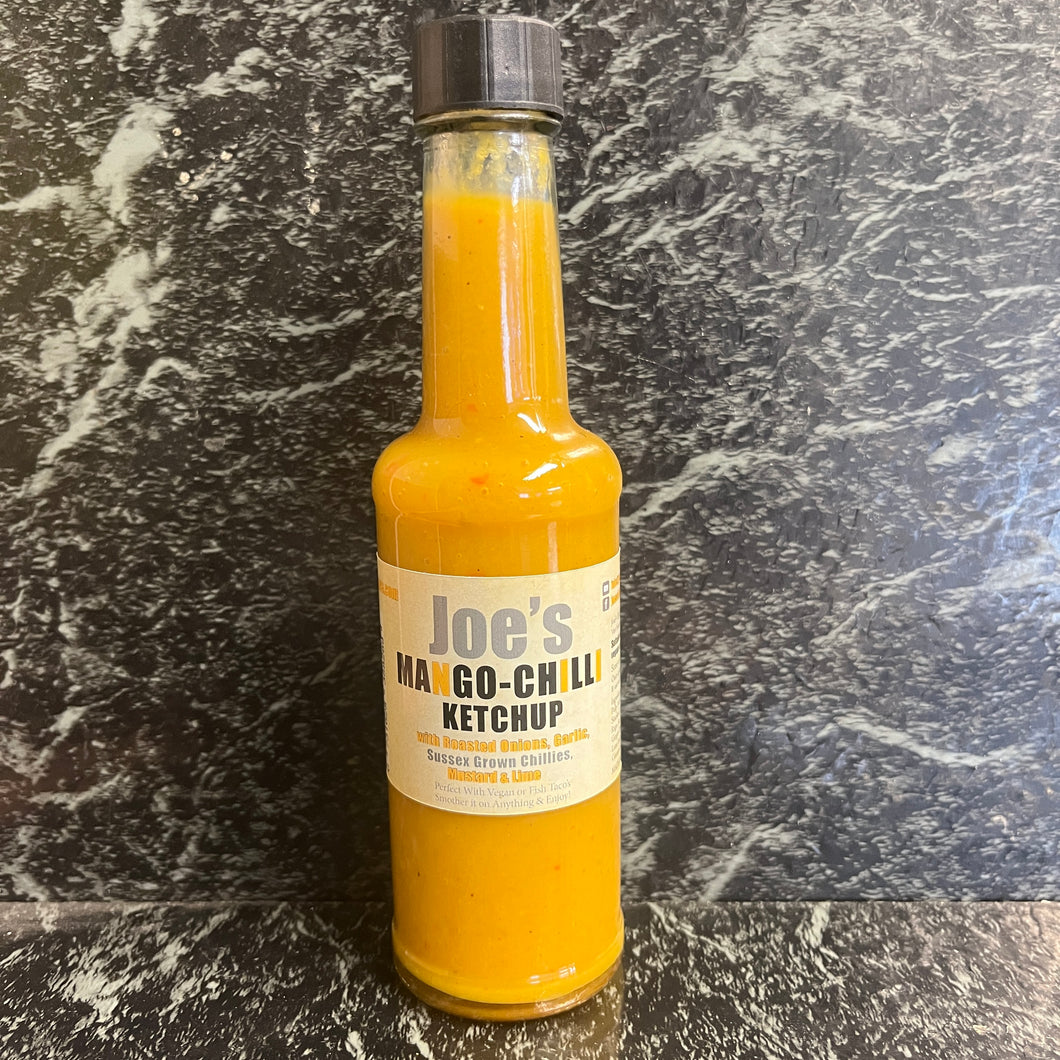 Joe's
MANGO-CHILLI
KETCHUP
with Roasted Onions, Garlic,
Sussex Grown Chillies,
Mustard & Lime
Perfect With Vegan or Fish Taco's
Smother it on Anything & Enjoy!